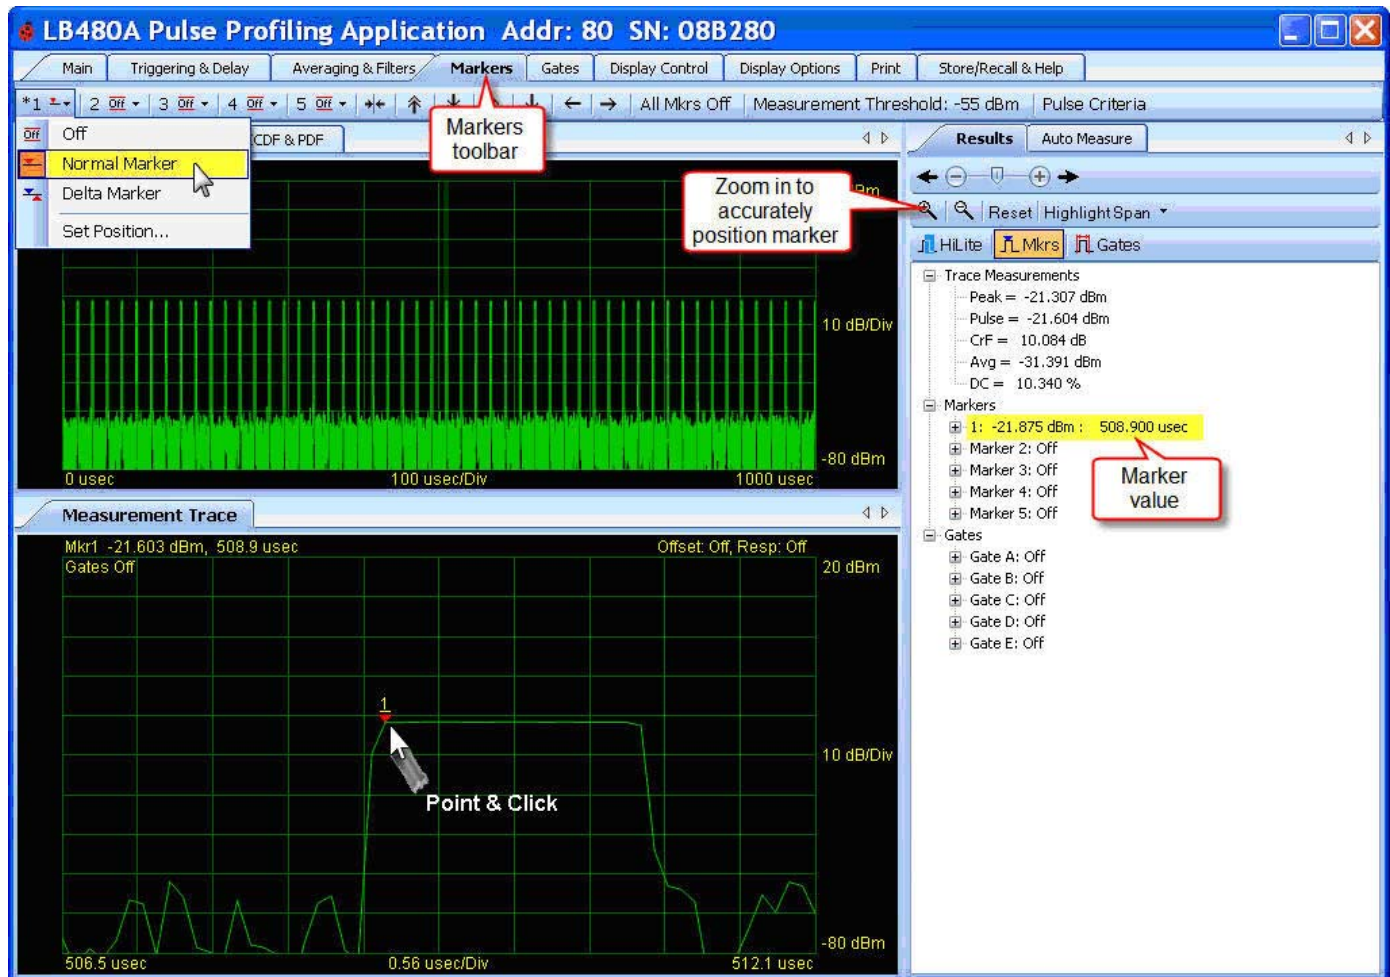 LB480A Pulse Profiling Application Addr: 80 SN: 08B280
Main Triggering & Delay Averaging & Filters Markers Gates Display Control Display Options Print Store/Recall & Help
*1 2 Off 3 Off 4 Off 5 Off All Mkrs Off Measurement Threshold: -55 dBm Pulse Criteria
Off Off
Normal Marker
Delta Marker
Set Position...
CDF & PDF
Markers
toolbar
Zoom in to
accurately
position marker
10 dB/Div
-80 dBm
0 usec 100 usec/Div 1000 usec
Measurement Trace
Mkr1 -21.603 dBm, 508.9 usec Offset: Off, Resp: Off
Gates Off
20 dBm
1
Point & Click
10 dB/Div
-80 dBm
506.5 usec 0.56 usec/Div 512.1 usec
Results Auto Measure
Reset Highlight Span
HiLite Mkrs Gates
Trace Measurements
Peak = -21.307 dBm
Pulse = -21.604 dBm
CrF = 10.084 dB
Avg = -31.391 dBm
DC = 10.340 %
Markers
1: -21.875 dBm : 508.900 usec
Marker 2: Off
Marker 3: Off
Marker 4: Off
Marker 5: Off
Marker
value
Gates
Gate A: Off
Gate B: Off
Gate C: Off
Gate D: Off
Gate E: Off